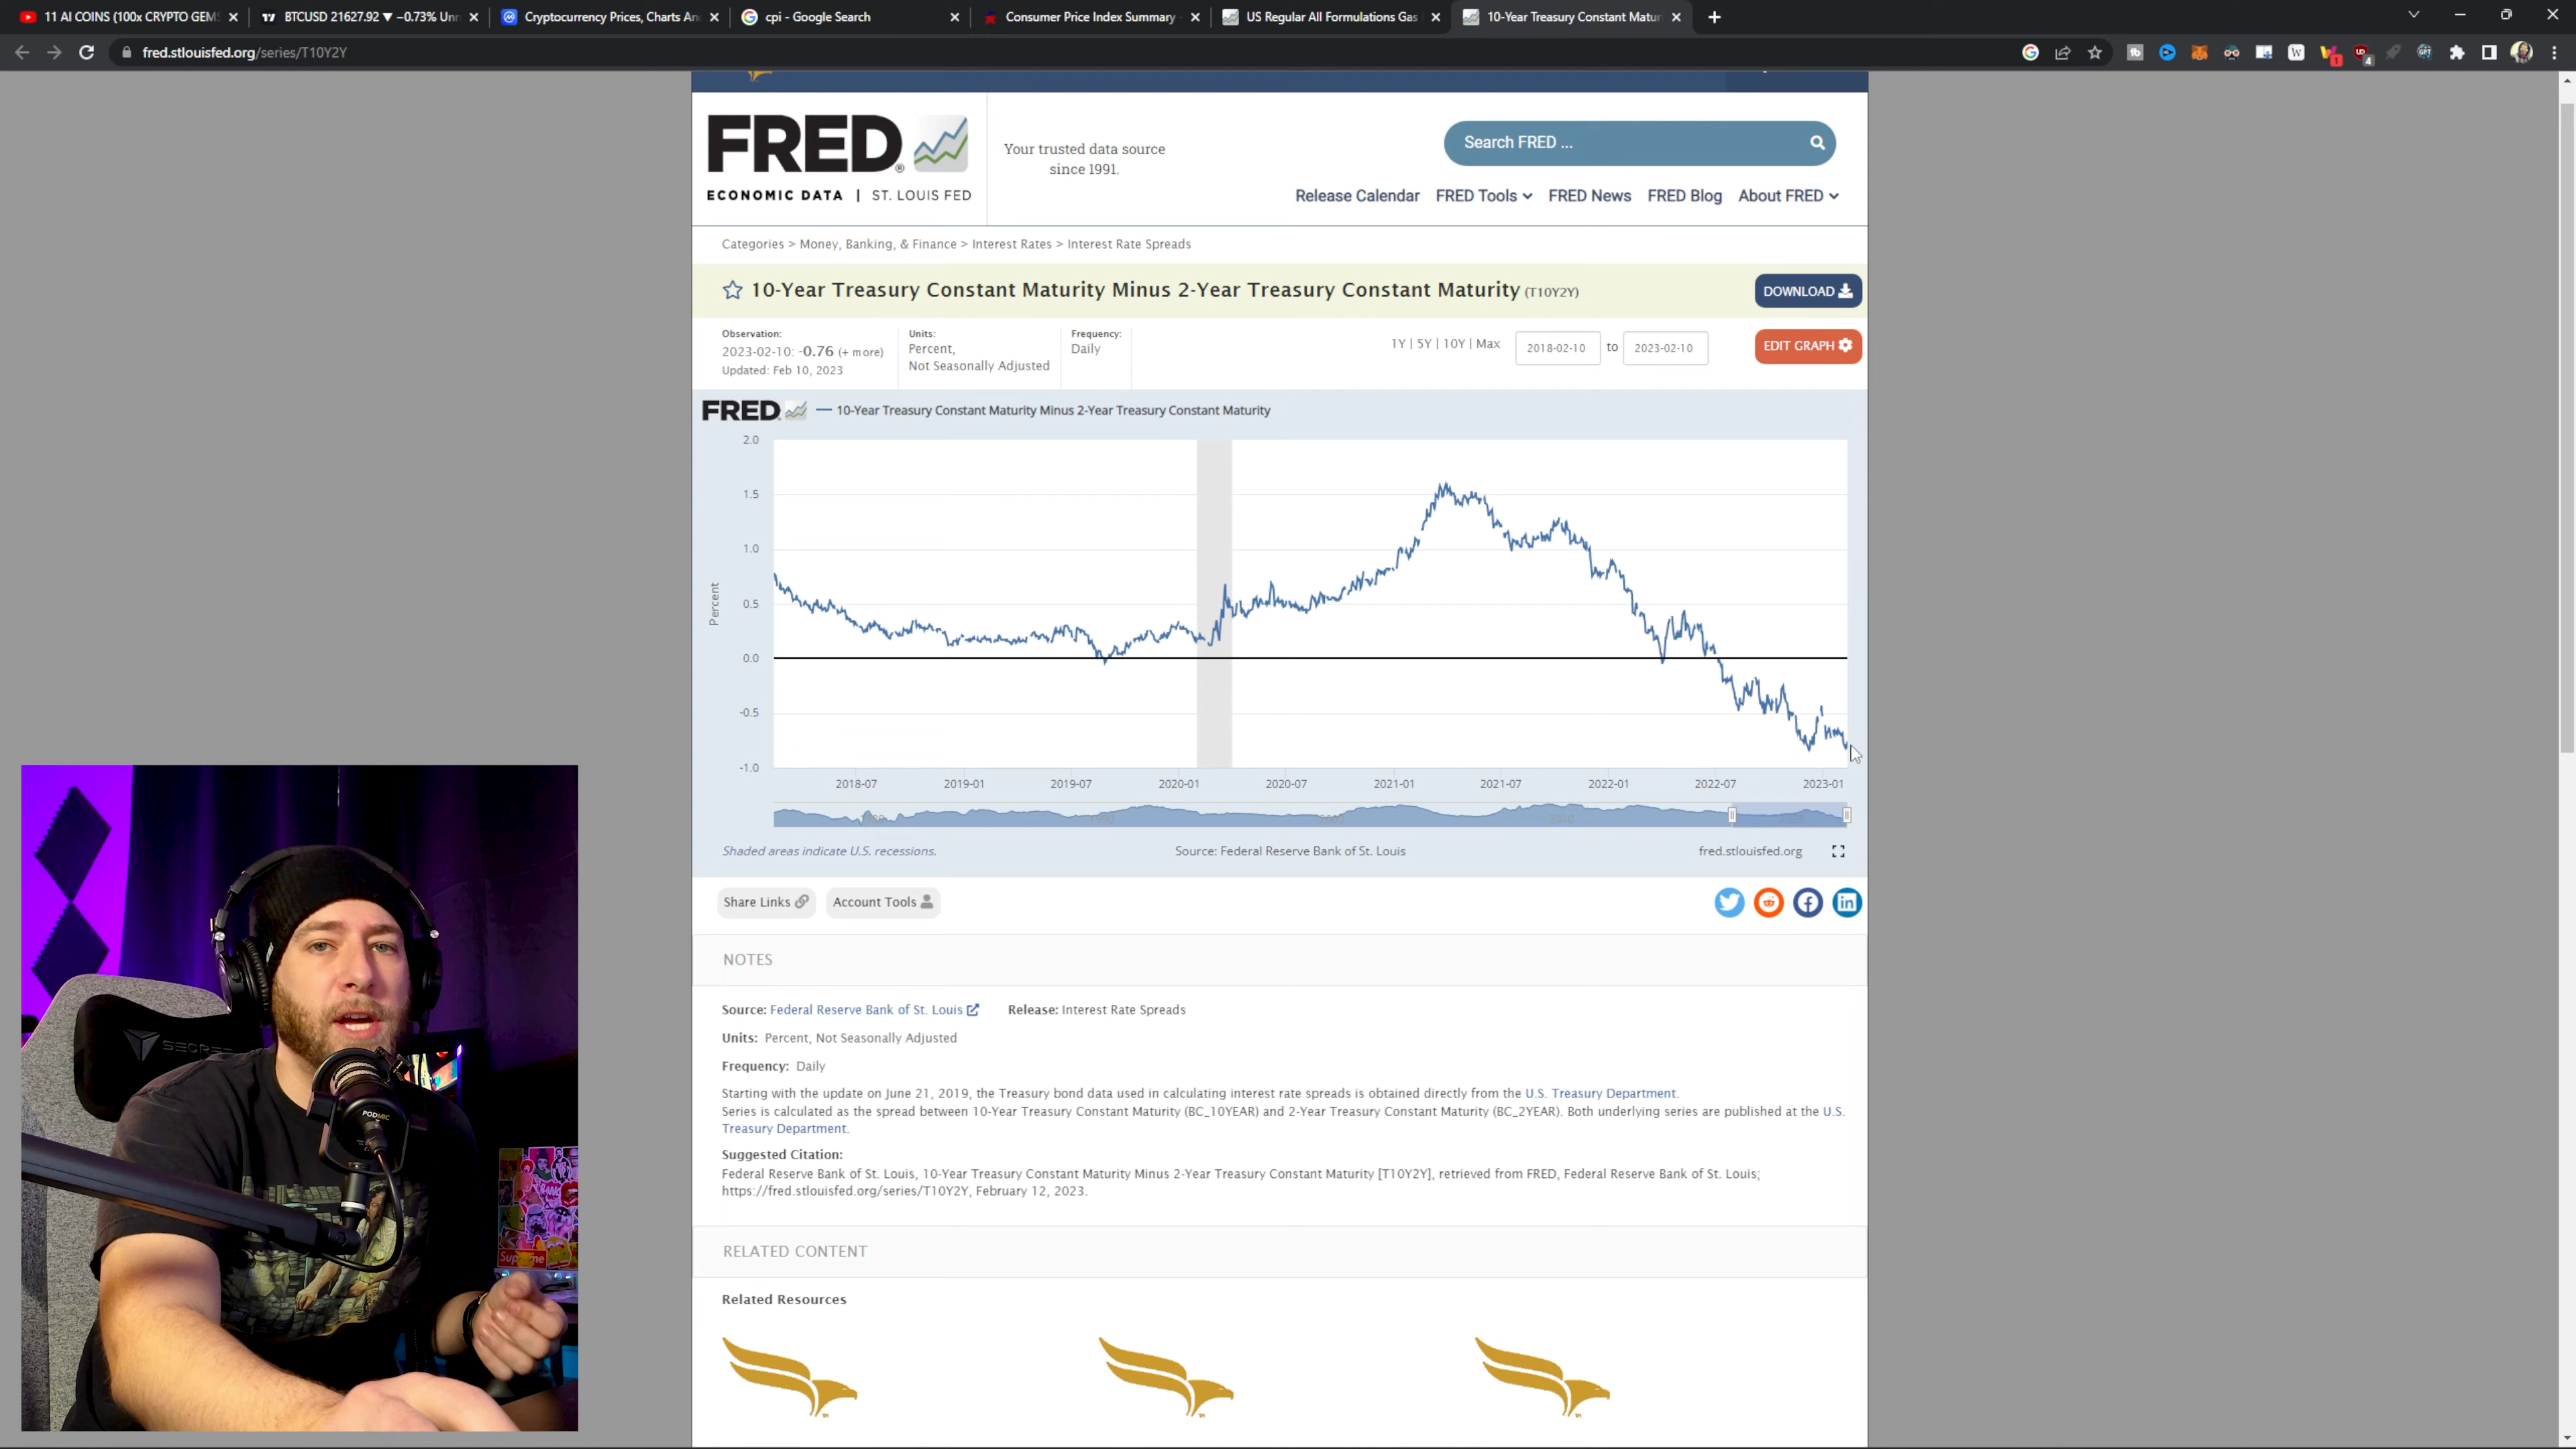 11 AI COINS (100x CRYPTO GEM
BTCUSD 21627.92 ▼ −0.73% Unn
Cryptocurrency Prices, Charts An
cpi - Google Search
Consumer Price Index Summary -
US Regular All Formulations Gas
10-Year Treasury Constant Matur
fred.stlouisfed.org/series/T10Y2Y
FRED
ECONOMIC DATA | ST. LOUIS FED
Your trusted data source
since 1991.
Search FRED ...
Release Calendar FRED Tools FRED News FRED Blog About FRED
Categories > Money, Banking, & Finance > Interest Rates > Interest Rate Spreads
10-Year Treasury Constant Maturity Minus 2-Year Treasury Constant Maturity (T10Y2Y)
DOWNLOAD
Observation:
2023-02-10: -0.76 (+ more)
Updated: Feb 10, 2023
Units:
Percent,
Not Seasonally Adjusted
Frequency:
Daily
1Y | 5Y | 10Y | Max
2018-02-10 to 2023-02-10
EDIT GRAPH
FRED
10-Year Treasury Constant Maturity Minus 2-Year Treasury Constant Maturity
Percent
2.0
1.5
1.0
0.5
0.0
-0.5
-1.0
2018-07 2019-01 2019-07 2020-01 2020-07 2021-01 2021-07 2022-01 2022-07 2023-01
1990 2000 2010
Shaded areas indicate U.S. recessions.
Source: Federal Reserve Bank of St. Louis
fred.stlouisfed.org
Share Links
Account Tools
NOTES
Source: Federal Reserve Bank of St. Louis
Release: Interest Rate Spreads
Units: Percent, Not Seasonally Adjusted
Frequency: Daily
Starting with the update on June 21, 2019, the Treasury bond data used in calculating interest rate spreads is obtained directly from the U.S. Treasury Department.
Series is calculated as the spread between 10-Year Treasury Constant Maturity (BC_10YEAR) and 2-Year Treasury Constant Maturity (BC_2YEAR). Both underlying series are published at the U.S.
Treasury Department.
Suggested Citation:
Federal Reserve Bank of St. Louis, 10-Year Treasury Constant Maturity Minus 2-Year Treasury Constant Maturity [T10Y2Y], retrieved from FRED, Federal Reserve Bank of St. Louis;
https://fred.stlouisfed.org/series/T10Y2Y, February 12, 2023.
RELATED CONTENT
Related Resources
SECRE
PODMIC
Supreme